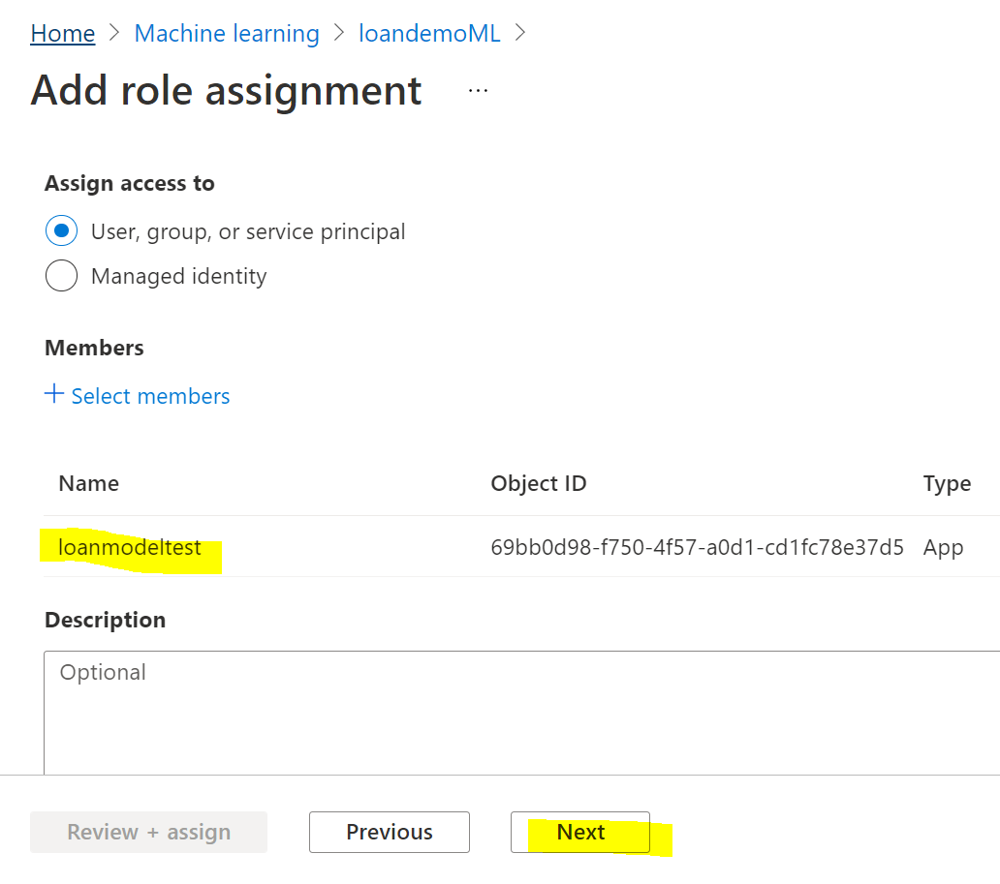 Home > Machine learning > loandemoML >
Add role assignment ...
Assign access to
User, group, or service principal
Managed identity
Members
+ Select members
Name Object ID Type
loanmodeltest 69bb0d98-f750-4f57-a0d1-cd1fc78e37d5 App
Description
Optional
Review + assign Previous Next